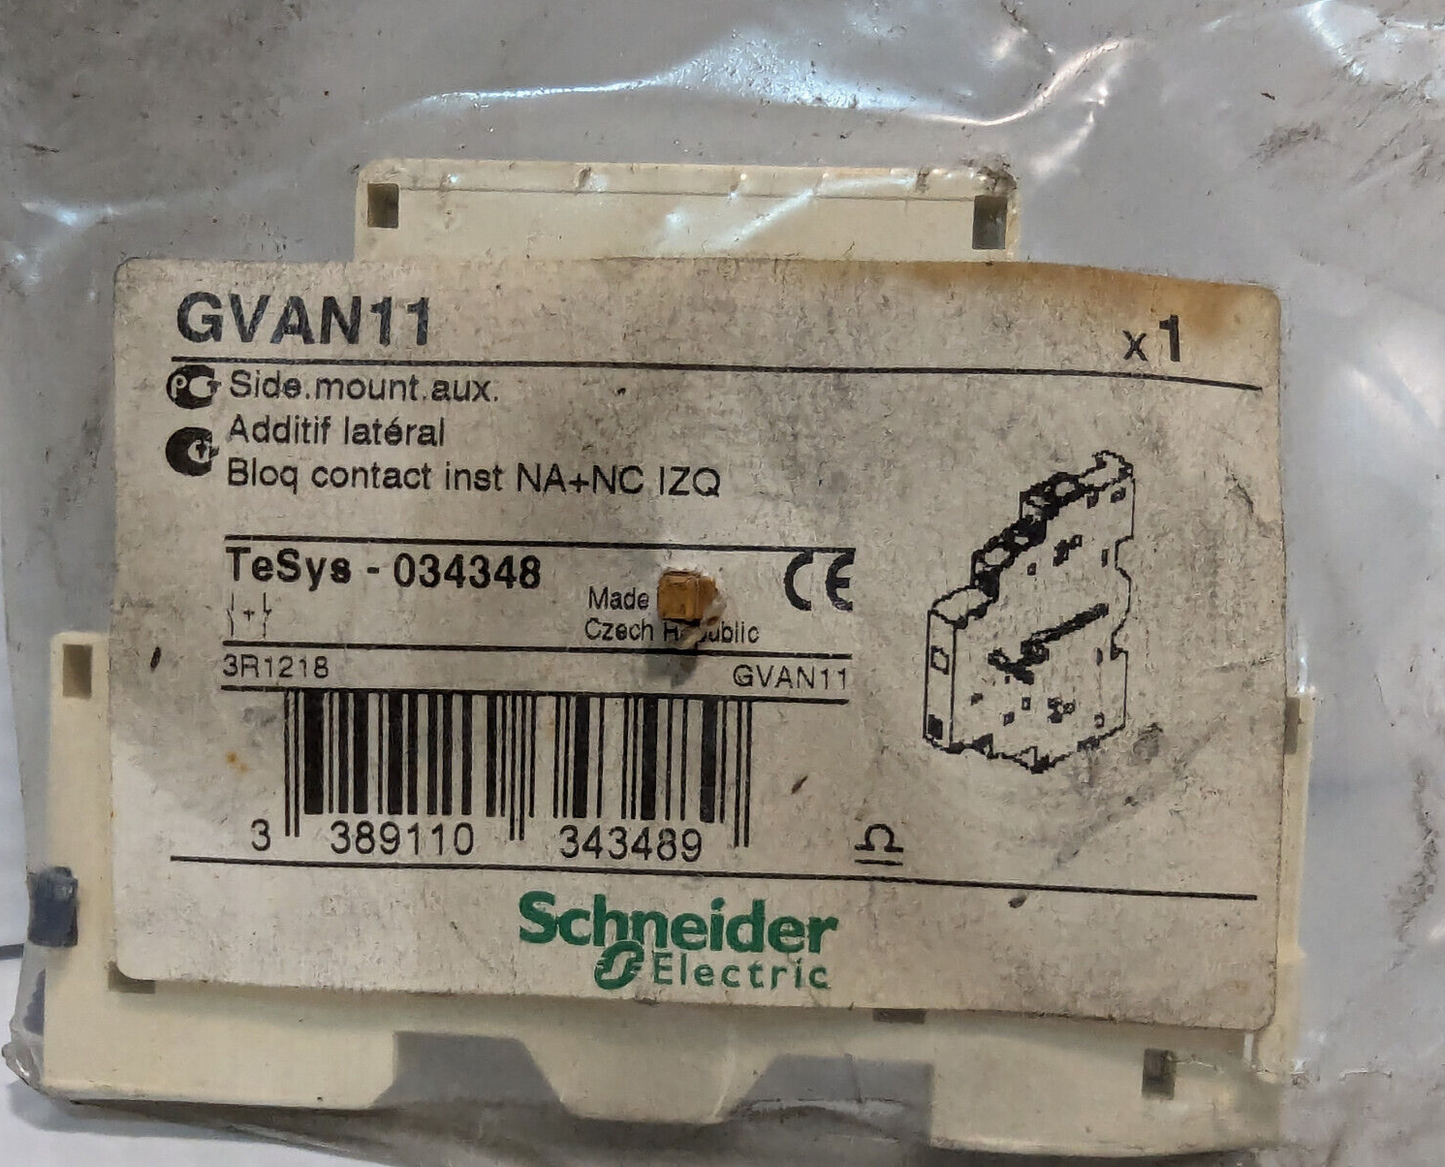 GVAN11
x1
Side.mount.aux.
Additif latéral
Bloq contact inst NA+NC IZQ
TeSys - 034348
CE
Made
Czech
3R1218
GVAN11
3 389110 343489
Schneider
Electric